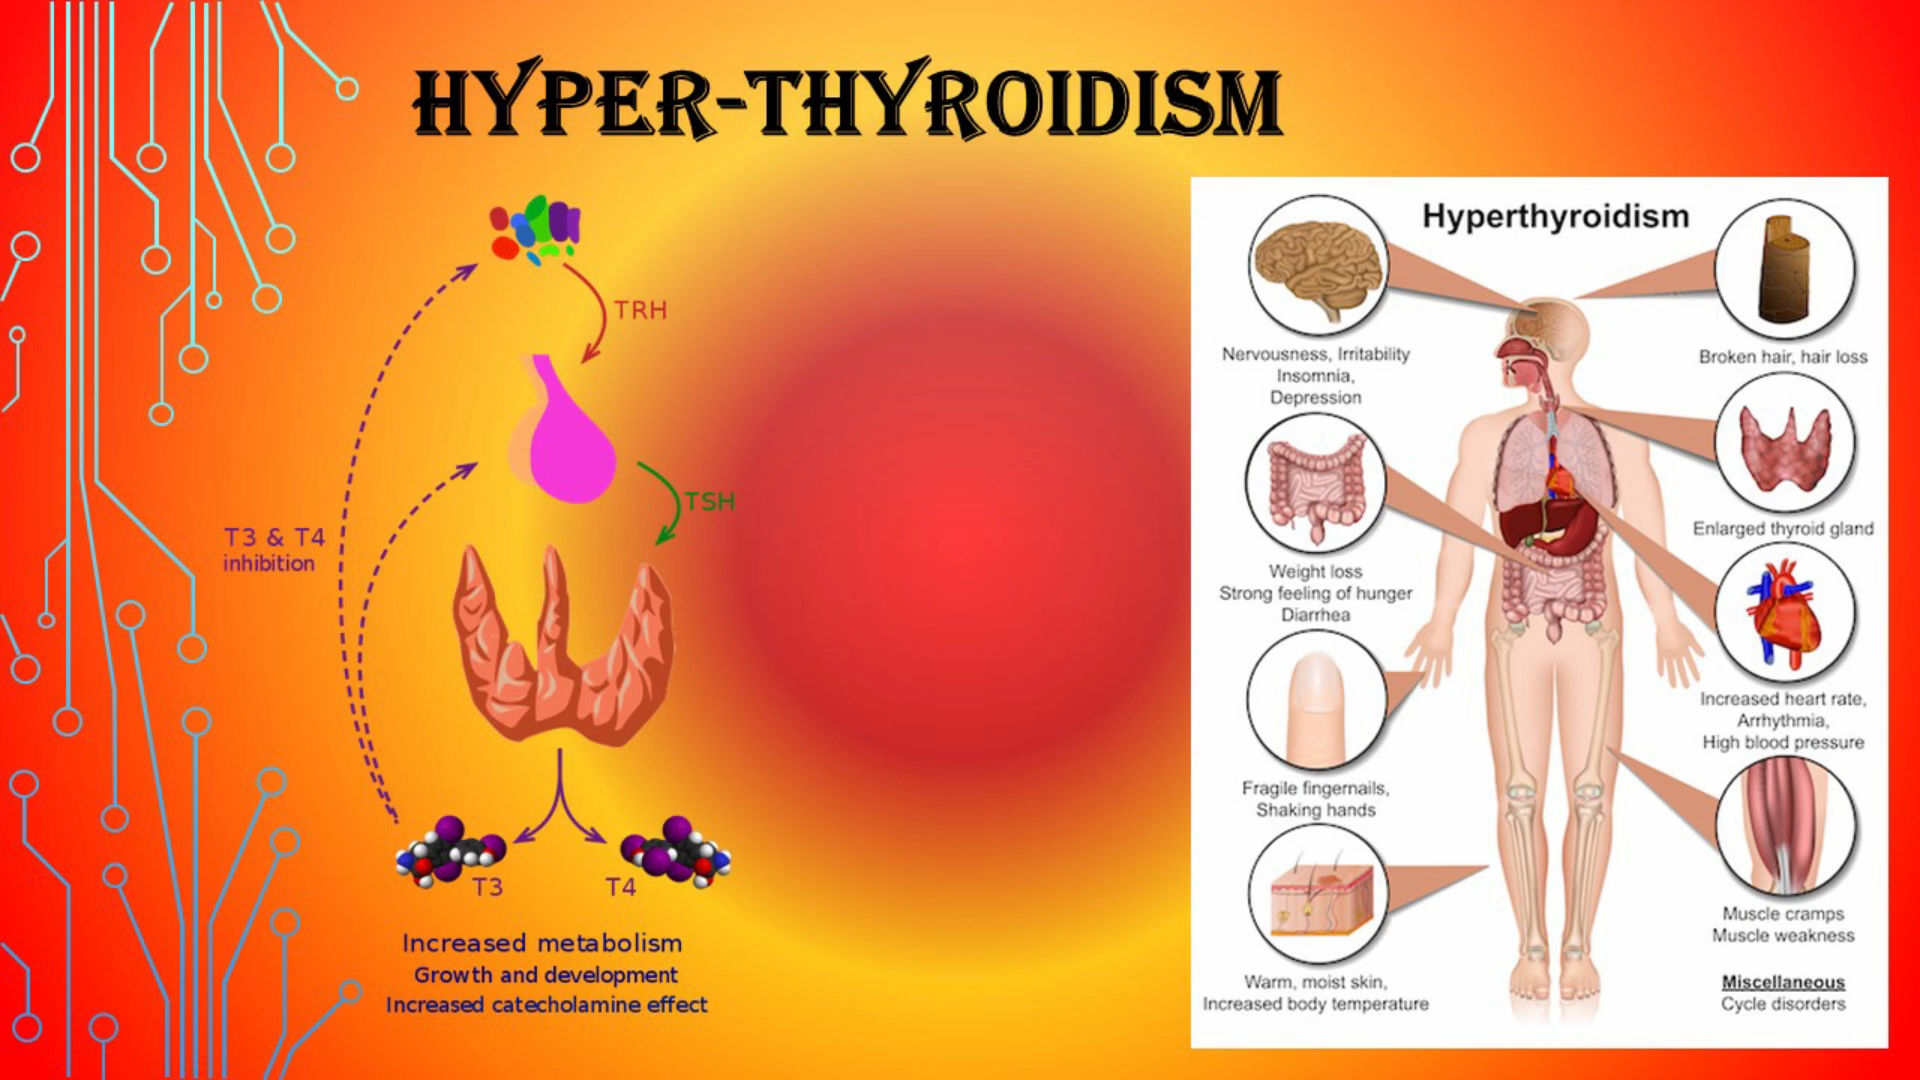 HYPER-THYROIDISM
TRH
TSH
T3 & T4
inhibition
T3
T4
Increased metabolism
Growth and development
Increased catecholamine effect
Hyperthyroidism
Nervousness, Irritability
Insomnia,
Depression
Broken hair, hair loss
Weight loss
Strong feeling of hunger
Diarrhea
Enlarged thyroid gland
Fragile fingernails,
Shaking hands
Increased heart rate,
Arrhythmia,
High blood pressure
Warm, moist skin,
Increased body temperature
Muscle cramps
Muscle weakness
Miscellaneous
Cycle disorders